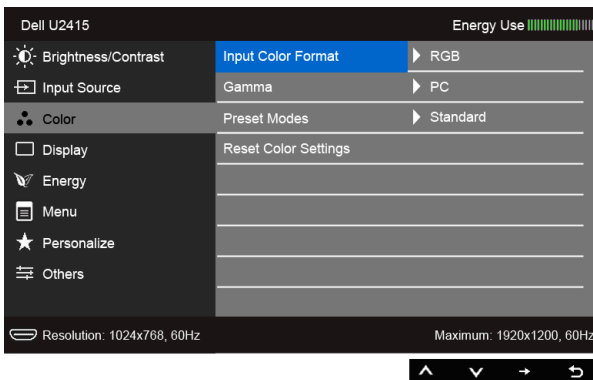 Dell U2415 Energy Use
Brightness/Contrast Input Color Format RGB
Input Source Gamma PC
Color Preset Modes Standard
Display Reset Color Settings
Energy
Menu
Personalize
Others
Resolution: 1024x768, 60Hz Maximum: 1920x1200, 60Hz